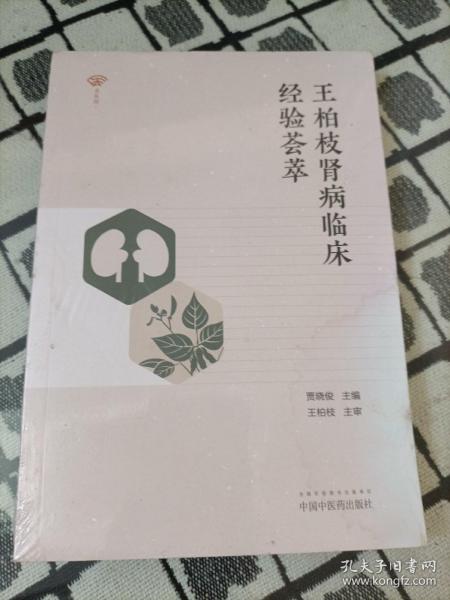 王柏枝肾病临床
经验荟萃
贾晓俊 主编
王柏枝 主审
中国中医药出版社
孔夫子旧书网
www.kongfz.com